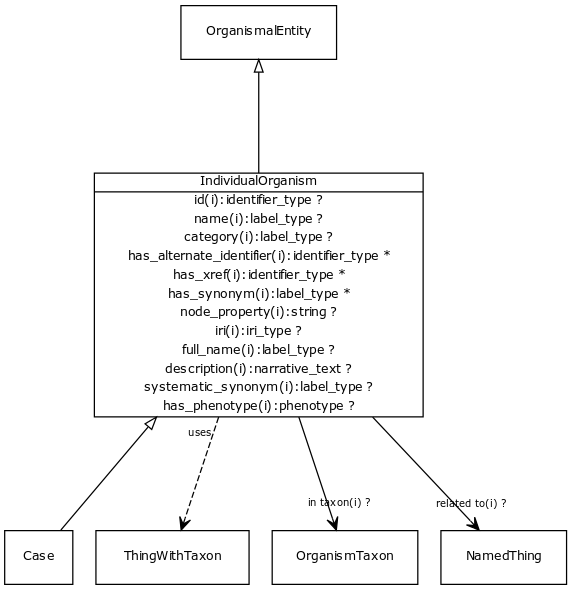 OrganismalEntity
IndividualOrganism
id(i):identifier_type ?
name(i):label_type ?
category(i):label_type ?
has_alternate_identifier(i):identifier_type *
has_xref(i):identifier_type *
has_synonym(i):label_type *
node_property(i):string ?
iri(i):iri_type ?
full_name(i):label_type ?
description(i):narrative_text ?
systematic_synonym(i):label_type ?
has_phenotype(i):phenotype ?
uses
in taxon(i) ?
related to(i) ?
Case
ThingWithTaxon
OrganismTaxon
NamedThing